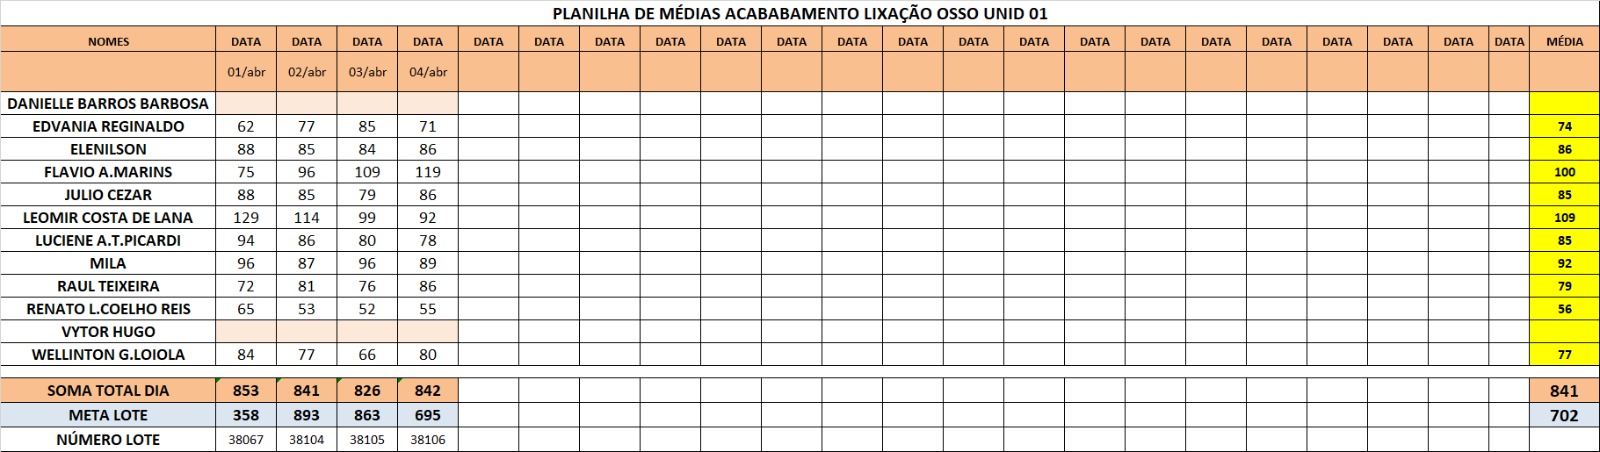 PLANILHA DE MÉDIAS ACABABAMENTO LIXAÇÃO OSSO UNID 01
NOMES DATA DATA DATA DATA DATA DATA DATA DATA DATA DATA DATA DATA DATA DATA DATA DATA DATA DATA DATA DATA DATA DATA MÉDIA
01/abr 02/abr 03/abr 04/abr
DANIELLE BARROS BARBOSA
EDVANIA REGINALDO 62 77 85 71 74
ELENILSON 88 85 84 86 86
FLAVIO A.MARINS 75 96 109 119 100
JULIO CEZAR 88 85 79 86 85
LEOMIR COSTA DE LANA 129 114 99 92 109
LUCIENE A.T.PICARDI 94 86 80 78 85
MILA 96 87 96 89 92
RAUL TEIXEIRA 72 81 76 86 79
RENATO L.COELHO REIS 65 53 52 55 56
VYTOR HUGO
WELLINTON G.LOIOLA 84 77 66 80 77
SOMA TOTAL DIA 853 841 826 842 841
META LOTE 358 893 863 695 702
NÚMERO LOTE 38067 38104 38105 38106